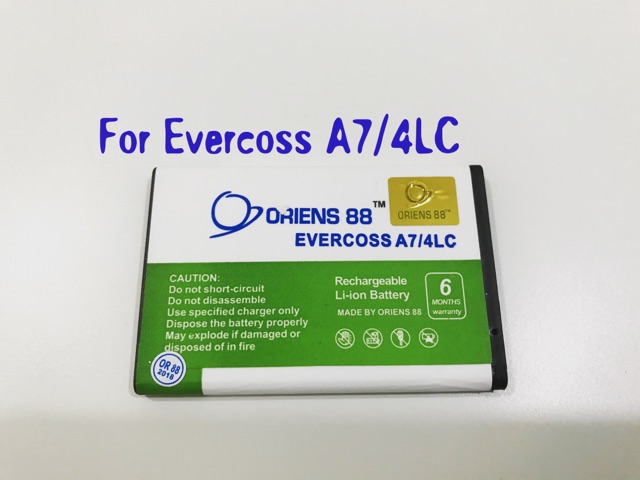 For Evercoss A7/4LC
ORIENS 88™
ORIENS 88™
EVERCOSS A7/4LC
CAUTION:
Do not short-circuit
Do not disassemble
Use specified charger only
Dispose the battery properly
May explode if damaged or
disposed of in fire
Rechargeable
Li-ion Battery
MADE BY ORIENS 88
6
MONTHS
warranty
OR 88
2018